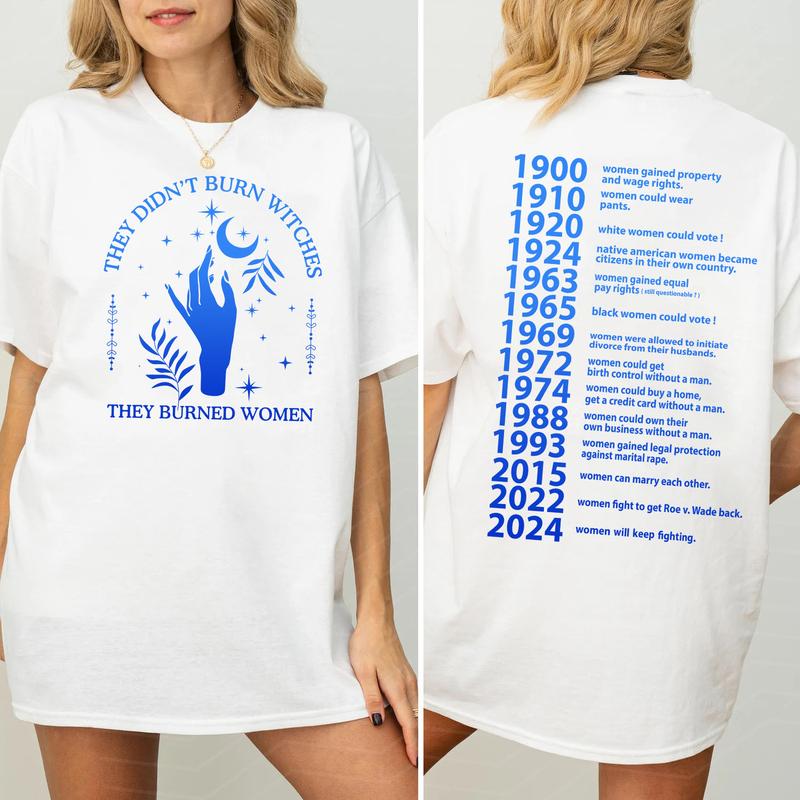 THEY DIDN'T BURN WITCHES
THEY BURNED WOMEN
1900 women gained property
and wage rights.
1910 women could wear
pants.
1920 white women could vote !
1924 native american women became
citizens in their own country.
1963 women gained equal
pay rights ( still questionable ? )
1965 black women could vote !
1969 women were allowed to initiate
divorce from their husbands.
1972 women could get
birth control without a man.
1974 women could buy a home,
get a credit card without a man.
1988 women could own their
own business without a man.
1993 women gained legal protection
against marital rape.
2015 women can marry each other.
2022 women fight to get Roe v. Wade back.
2024 women will keep fighting.